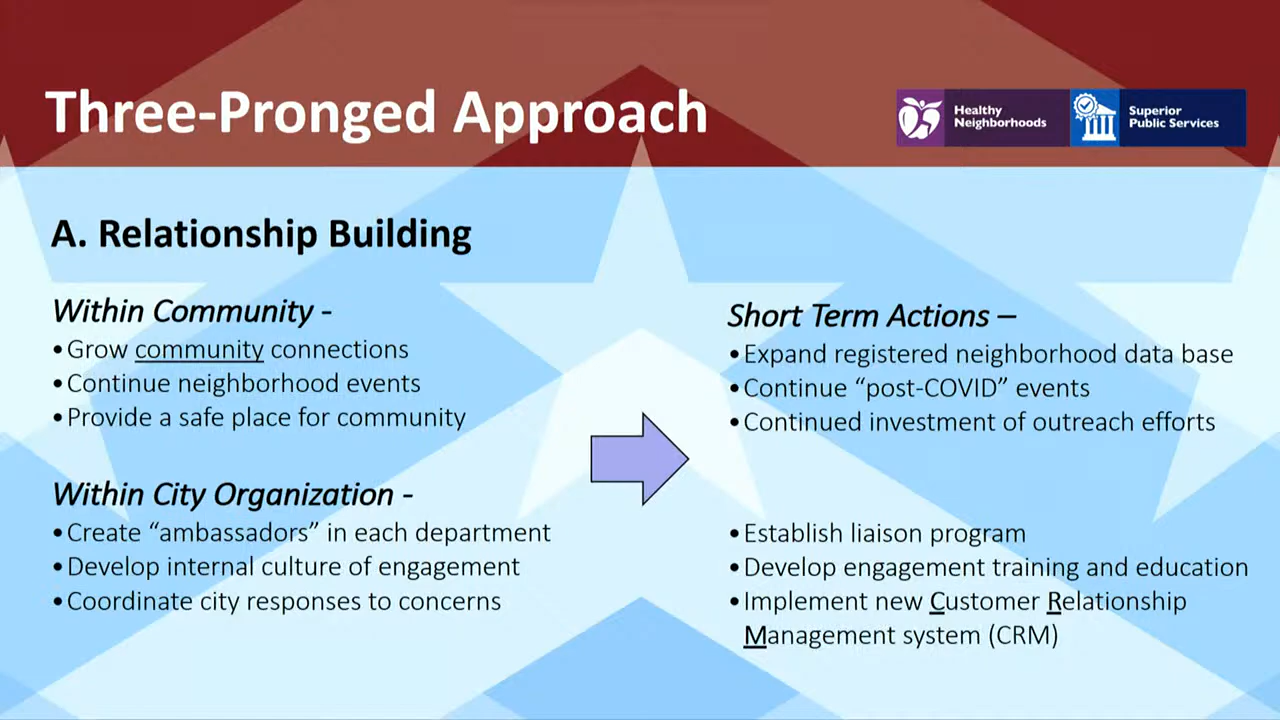 Three-Pronged Approach
Healthy
Neighborhoods
Superior
Public Services
A. Relationship Building
Within Community -
•Grow community connections
•Continue neighborhood events
•Provide a safe place for community
Within City Organization -
•Create “ambassadors” in each department
•Develop internal culture of engagement
•Coordinate city responses to concerns
Short Term Actions –
•Expand registered neighborhood data base
•Continue “post-COVID” events
•Continued investment of outreach efforts
•Establish liaison program
•Develop engagement training and education
•Implement new Customer Relationship
Management system (CRM)